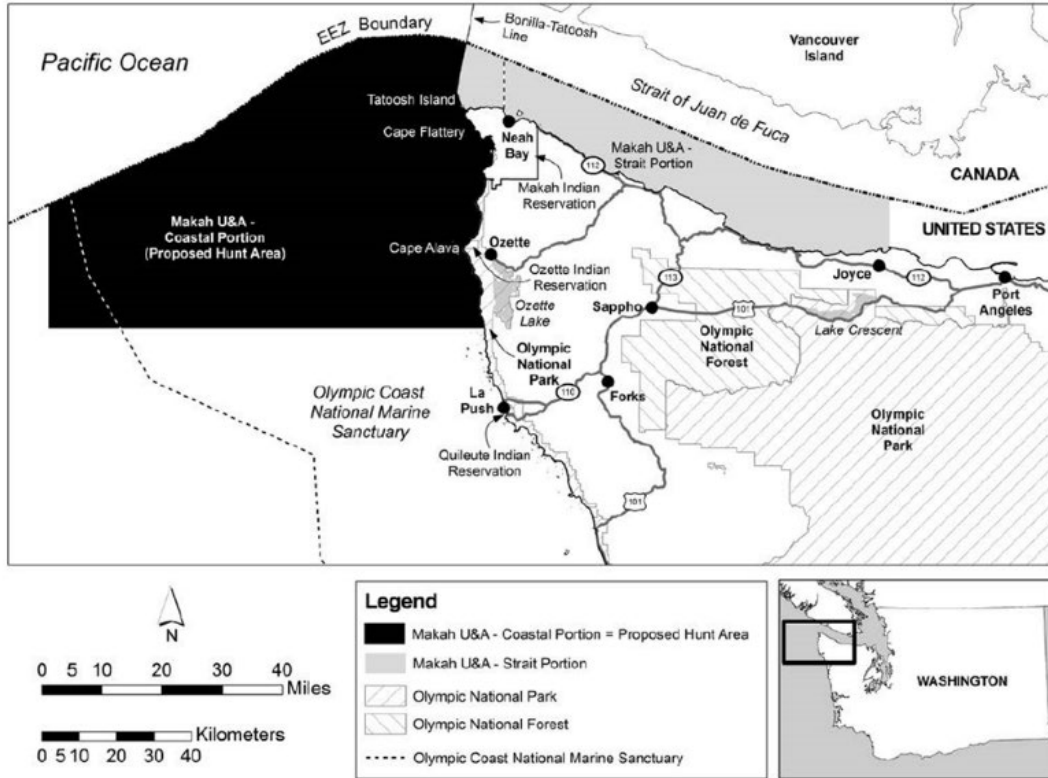 EEZ Boundary
Bonilla-Tatoosh
Line
Vancouver
Island
Pacific Ocean
Strait of Juan de Fuca
Tatoosh Island
Cape Flattery
Neah
Bay
112
Makah U&A -
Strait Portion
CANADA
Makah Indian
Reservation
UNITED STATES
Makah U&A -
Coastal Portion
(Proposed Hunt Area)
Cape Alava
Ozette
Ozette Indian
Reservation
Ozette
Lake
113
Joyce
112
Port
Angeles
Sappho
101
Lake Crescent
Olympic
National
Forest
Olympic
National
Park
Olympic Coast
National Marine
Sanctuary
La
Push
110
Forks
Olympic
National
Park
Quileute Indian
Reservation
101
N
0 10 20 30 40
Miles
Kilometers
0 5 10 20 30 40
Legend
Makah U&A - Coastal Portion = Proposed Hunt Area
Makah U&A - Strait Portion
Olympic National Park
Olympic National Forest
Olympic Coast National Marine Sanctuary
WASHINGTON